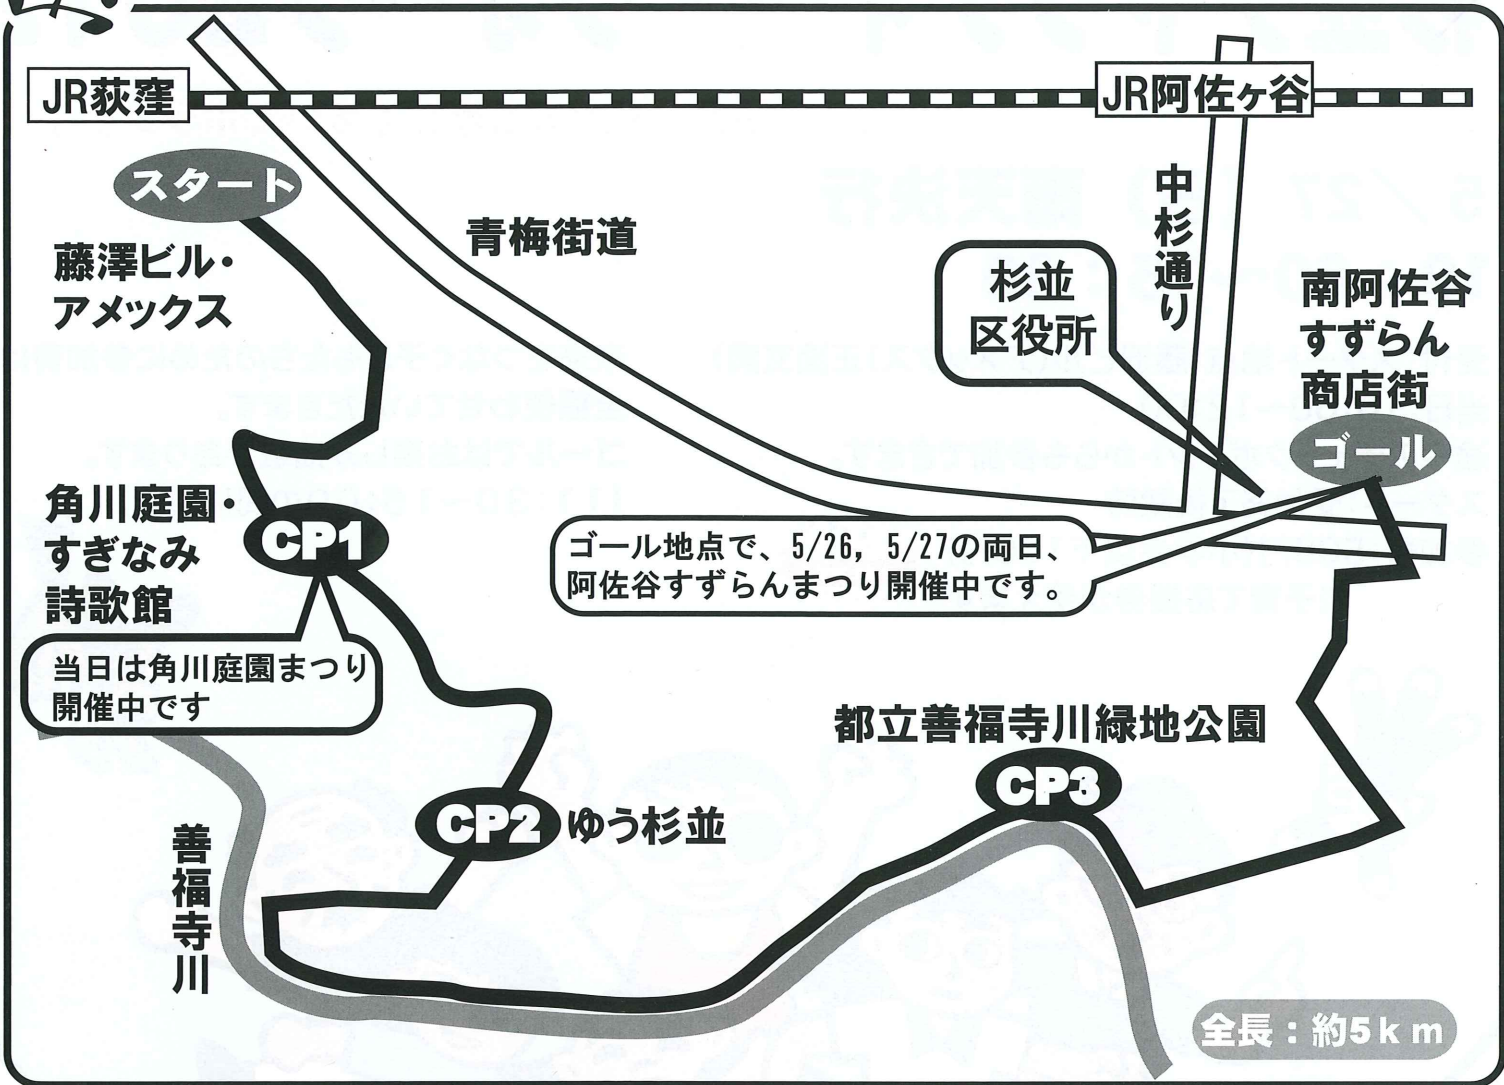 JR荻窪
JR阿佐ヶ谷
スタート
藤澤ビル・
アメックス
青梅街道
中杉通り
杉並
区役所
南阿佐谷
すずらん
商店街
ゴール
角川庭園・
すぎなみ
詩歌館
CP1
ゴール地点で、5/26，5/27の両日、
阿佐谷すずらんまつり開催中です。
当日は角川庭園まつり
開催中です
都立善福寺川緑地公園
CP3
CP2
ゆう杉並
善福寺川
全長：約5km